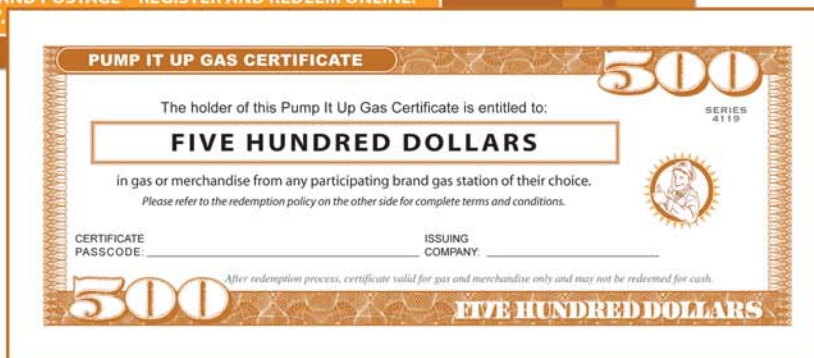 AND POSTAGE - REGISTER AND REDEEM ONLINE.
PUMP IT UP GAS CERTIFICATE
500
The holder of this Pump It Up Gas Certificate is entitled to:
SERIES
4119
FIVE HUNDRED DOLLARS
in gas or merchandise from any participating brand gas station of their choice.
Please refer to the redemption policy on the other side for complete terms and conditions.
CERTIFICATE
PASSCODE:
ISSUING
COMPANY:
After redemption process, certificate valid for gas and merchandise only and may not be redeemed for cash.
500
FIVE HUNDRED DOLLARS